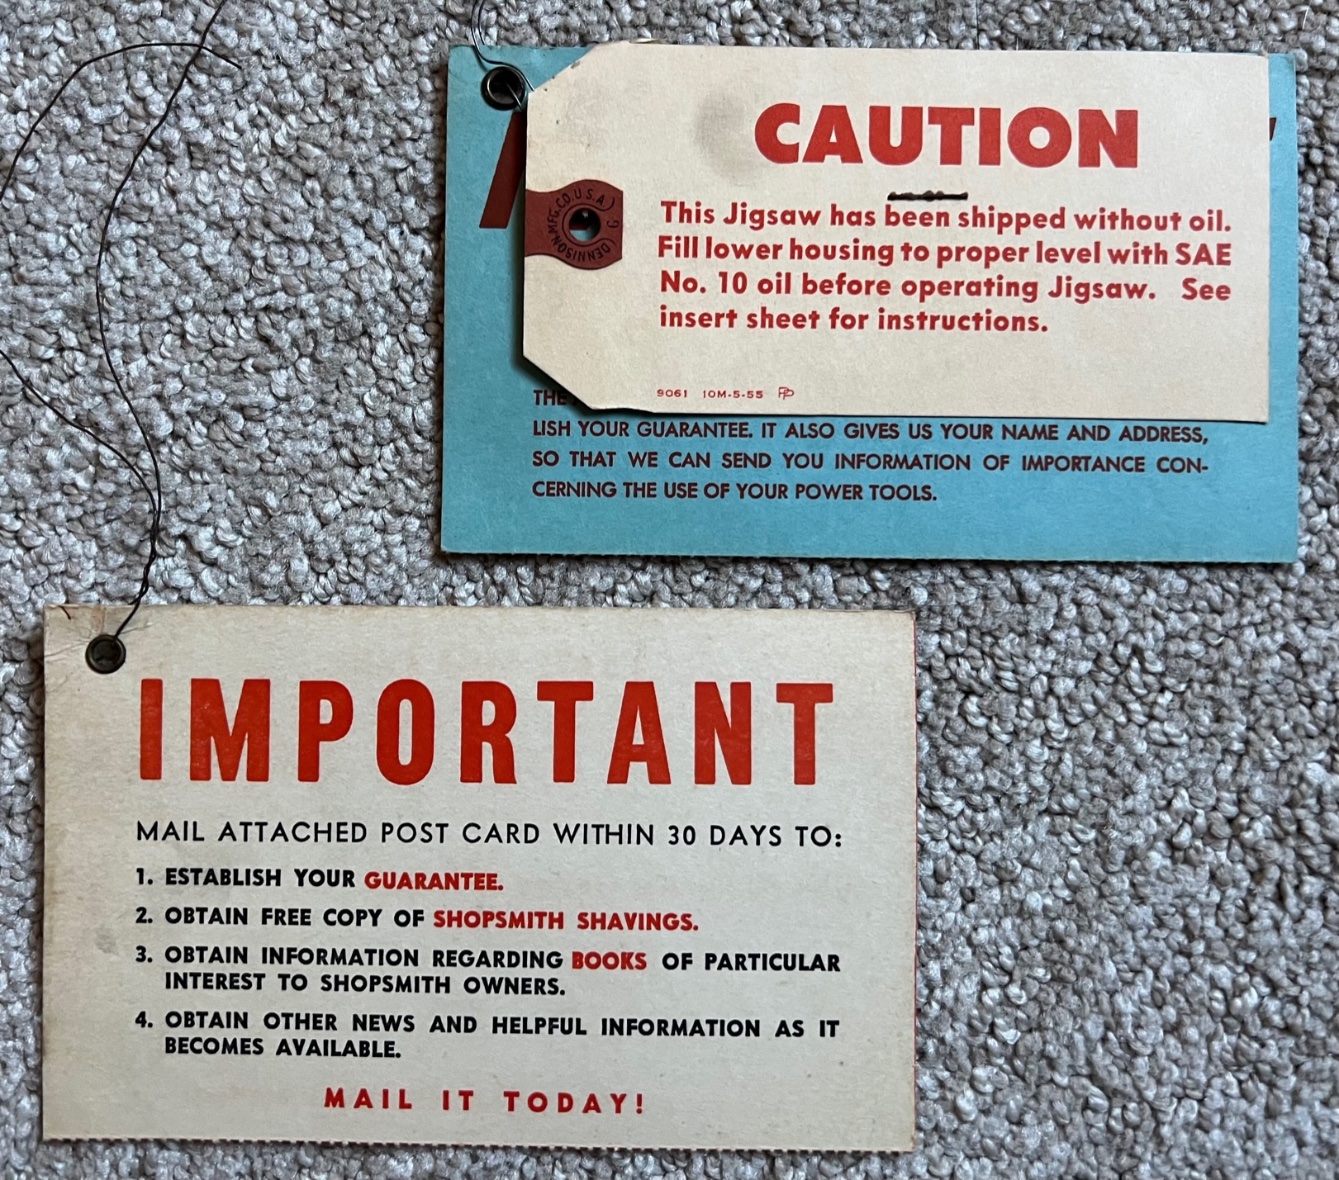 CAUTION
This Jigsaw has been shipped without oil.
Fill lower housing to proper level with SAE
No. 10 oil before operating Jigsaw. See
insert sheet for instructions.
DENNISON MFG. CO. U.S.A. 9
9061 10M-5-55
THE
LISH YOUR GUARANTEE. IT ALSO GIVES US YOUR NAME AND ADDRESS,
SO THAT WE CAN SEND YOU INFORMATION OF IMPORTANCE CON-
CERNING THE USE OF YOUR POWER TOOLS.
IMPORTANT
MAIL ATTACHED POST CARD WITHIN 30 DAYS TO:
1. ESTABLISH YOUR GUARANTEE.
2. OBTAIN FREE COPY OF SHOPSMITH SHAVINGS.
3. OBTAIN INFORMATION REGARDING BOOKS OF PARTICULAR
INTEREST TO SHOPSMITH OWNERS.
4. OBTAIN OTHER NEWS AND HELPFUL INFORMATION AS IT
BECOMES AVAILABLE.
MAIL IT TODAY!